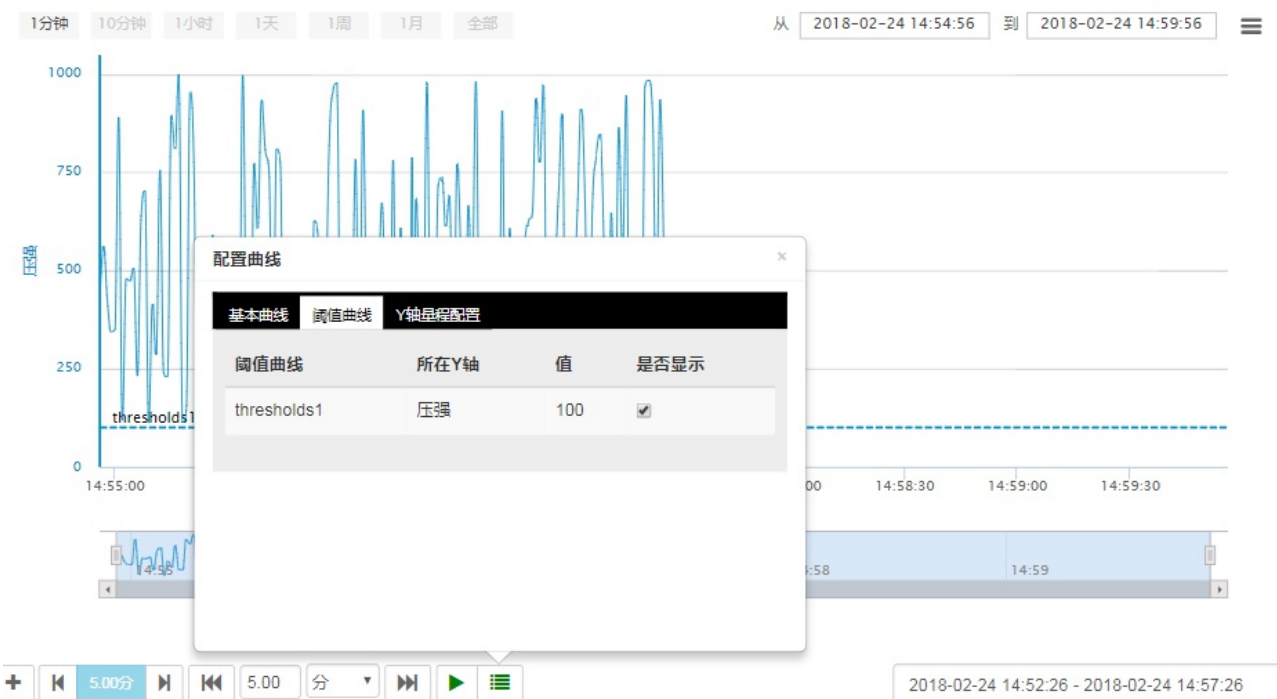 1分钟 10分钟 1小时 1天 1周 1月 全部 从 2018-02-24 14:54:56 到 2018-02-24 14:59:56
1000
750
压强
500
250
0
thresholds1
14:55:00 00 14:58:30 14:59:00 14:59:30
14:55 :58 14:59
配置曲线 ×
基本曲线 阈值曲线 Y轴量程配置
阈值曲线 所在Y轴 值 是否显示
thresholds1 压强 100
5.00分 5.00 分 2018-02-24 14:52:26 - 2018-02-24 14:57:26